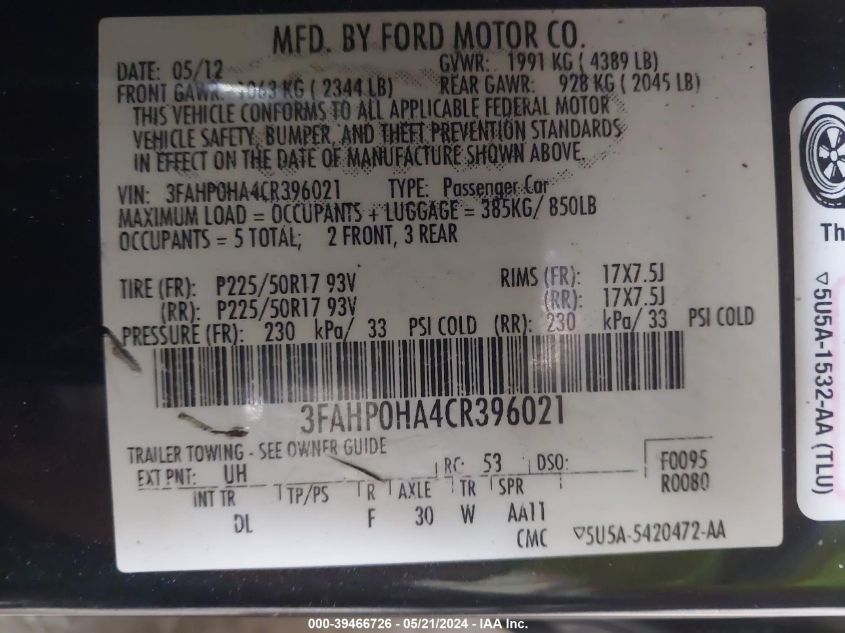 MFD. BY FORD MOTOR CO.
DATE: 05/12 GVWR: 1991 KG ( 4389 LB)
FRONT GAWR: 1063 KG ( 2344 LB) REAR GAWR: 928 KG ( 2045 LB)
THIS VEHICLE CONFORMS TO ALL APPLICABLE FEDERAL MOTOR
VEHICLE SAFETY, BUMPER, AND THEFT PREVENTION STANDARDS
IN EFFECT ON THE DATE OF MANUFACTURE SHOWN ABOVE.
VIN: 3FAHP0HA4CR396021 TYPE: Passenger Car
MAXIMUM LOAD = OCCUPANTS + LUGGAGE = 385KG/ 850LB
OCCUPANTS = 5 TOTAL; 2 FRONT, 3 REAR
TIRE (FR): P225/50R17 93V RIMS (FR): 17X7.5J
(RR): P225/50R17 93V (RR): 17X7.5J
PRESSURE (FR): 230 kPa/ 33 PSI COLD (RR): 230 kPa/ 33 PSI COLD
3FAHP0HA4CR396021
TRAILER TOWING - SEE OWNER GUIDE
EXT PNT: UH RC: 53 DSO: F0095
R0080
INT TR TP/PS R AXLE TR SPR
DL F 30 W AA11
CMC ▽5U5A-5420472-AA
Th
▽5U5A-1532-AA (TLU)
000-39466726 - 05/21/2024 - IAA Inc.